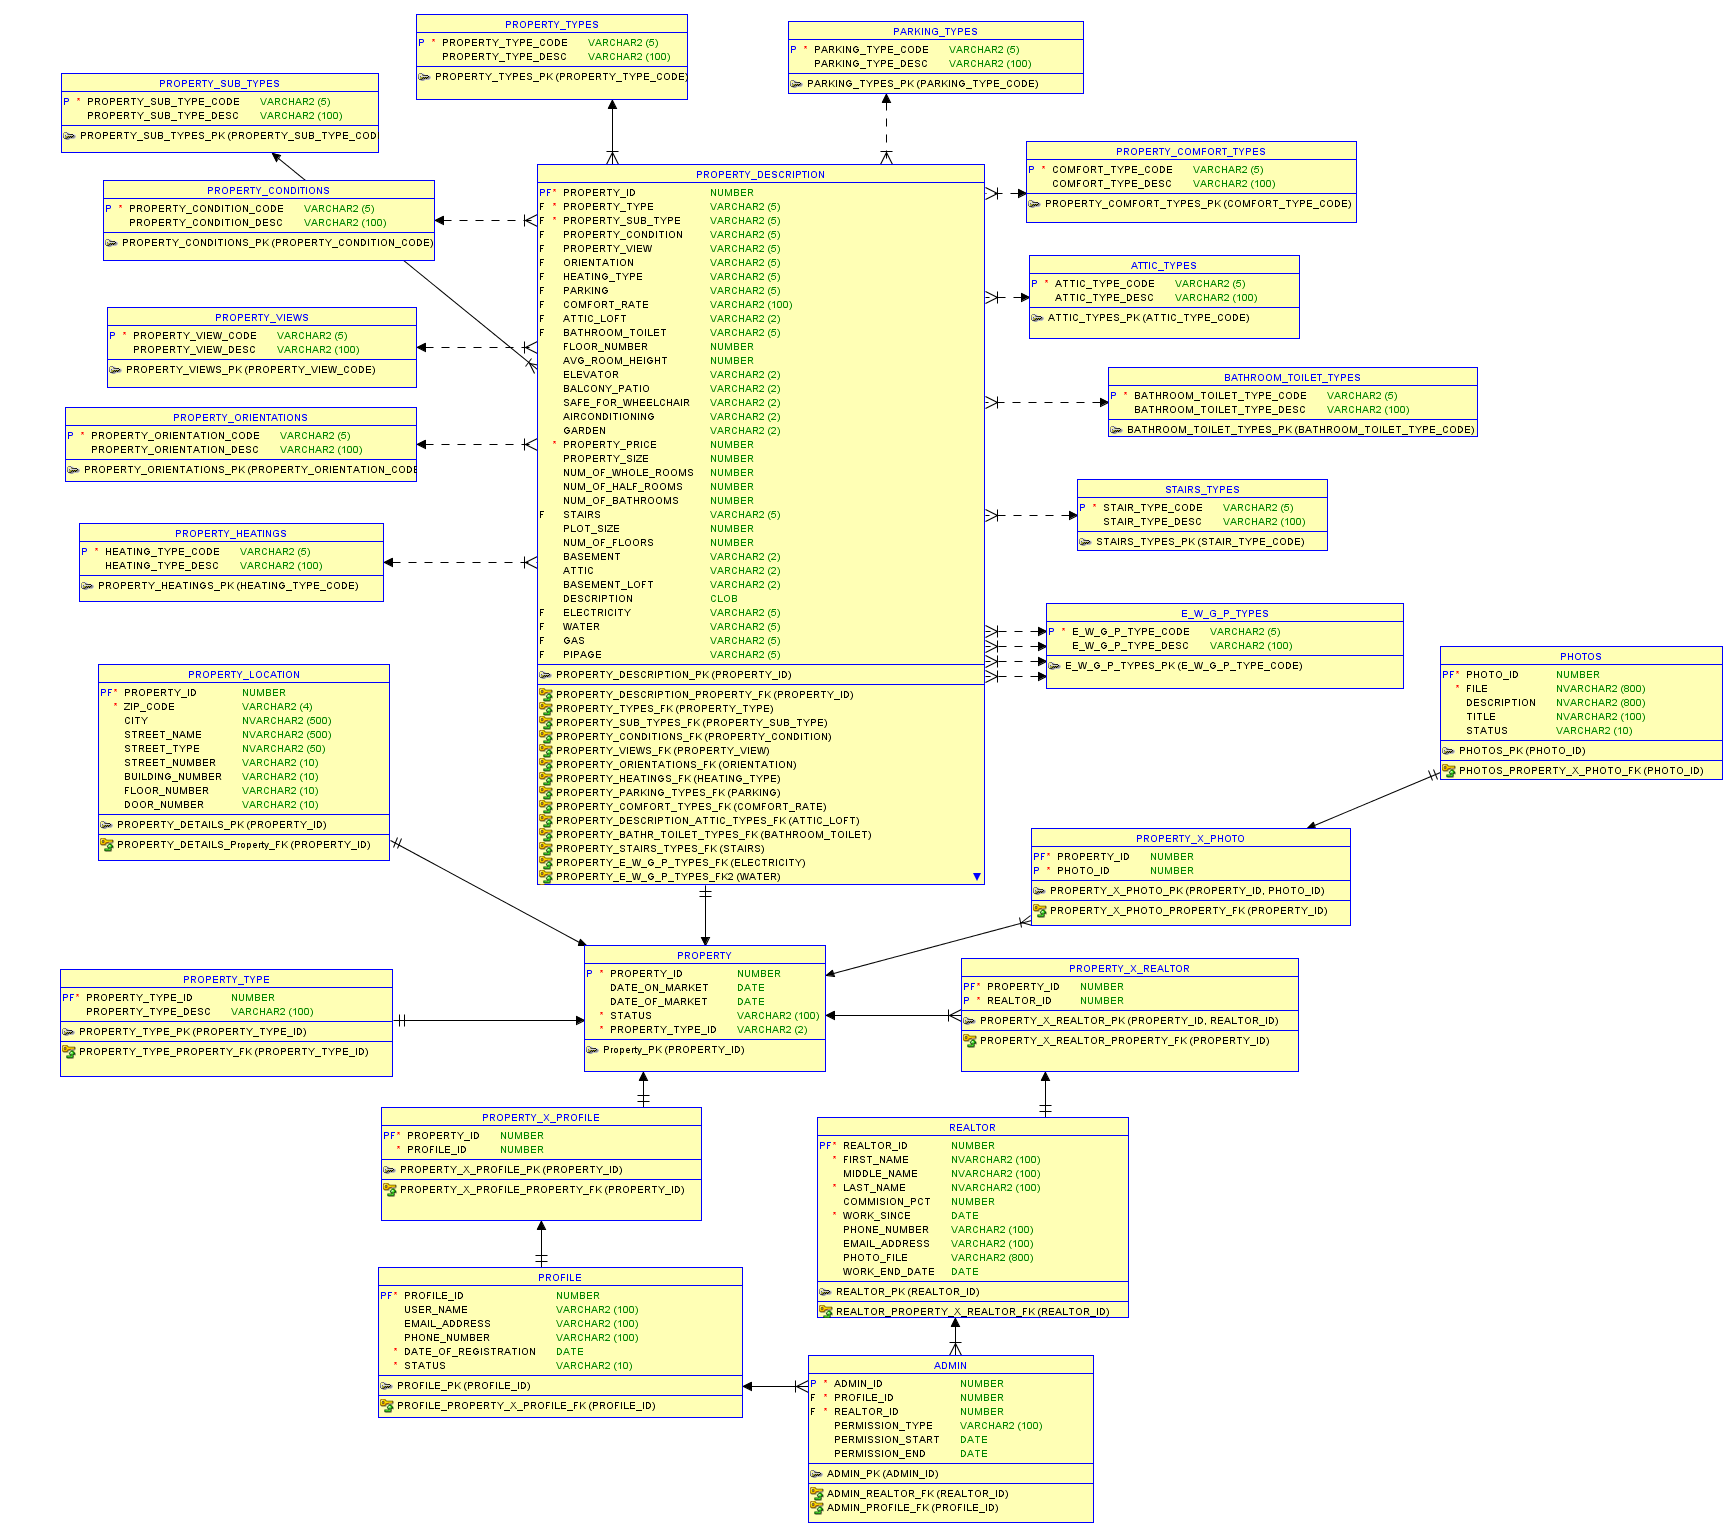 PROPERTY_TYPES
P * PROPERTY_TYPE_CODE VARCHAR2 (5)
PROPERTY_TYPE_DESC VARCHAR2 (100)
PROPERTY_TYPES_PK (PROPERTY_TYPE_CODE)
PARKING_TYPES
P * PARKING_TYPE_CODE VARCHAR2 (5)
PARKING_TYPE_DESC VARCHAR2 (100)
PARKING_TYPES_PK (PARKING_TYPE_CODE)
PROPERTY_SUB_TYPES
P * PROPERTY_SUB_TYPE_CODE VARCHAR2 (5)
PROPERTY_SUB_TYPE_DESC VARCHAR2 (100)
PROPERTY_SUB_TYPES_PK (PROPERTY_SUB_TYPE_CODI
PROPERTY_CONDITIONS
P * PROPERTY_CONDITION_CODE VARCHAR2 (5)
PROPERTY_CONDITION_DESC VARCHAR2 (100)
PROPERTY_CONDITIONS_PK (PROPERTY_CONDITION_CODE)
PROPERTY_VIEWS
P * PROPERTY_VIEW_CODE VARCHAR2 (5)
PROPERTY_VIEW_DESC VARCHAR2 (100)
PROPERTY_VIEWS_PK (PROPERTY_VIEW_CODE)
PROPERTY_ORIENTATIONS
P * PROPERTY_ORIENTATION_CODE VARCHAR2 (5)
PROPERTY_ORIENTATION_DESC VARCHAR2 (100)
PROPERTY_ORIENTATIONS_PK (PROPERTY_ORIENTATION_CODE
PROPERTY_HEATINGS
P * HEATING_TYPE_CODE VARCHAR2 (5)
HEATING_TYPE_DESC VARCHAR2 (100)
PROPERTY_HEATINGS_PK (HEATING_TYPE_CODE)
PROPERTY_DESCRIPTION
PF* PROPERTY_ID NUMBER
F * PROPERTY_TYPE VARCHAR2 (5)
F * PROPERTY_SUB_TYPE VARCHAR2 (5)
F PROPERTY_CONDITION VARCHAR2 (5)
F PROPERTY_VIEW VARCHAR2 (5)
F ORIENTATION VARCHAR2 (5)
F HEATING_TYPE VARCHAR2 (5)
F PARKING VARCHAR2 (5)
F COMFORT_RATE VARCHAR2 (100)
F ATTIC_LOFT VARCHAR2 (2)
F BATHROOM_TOILET VARCHAR2 (5)
FLOOR_NUMBER NUMBER
AVG_ROOM_HEIGHT NUMBER
ELEVATOR VARCHAR2 (2)
BALCONY_PATIO VARCHAR2 (2)
SAFE_FOR_WHEELCHAIR VARCHAR2 (2)
AIRCONDITIONING VARCHAR2 (2)
GARDEN VARCHAR2 (2)
* PROPERTY_PRICE NUMBER
PROPERTY_SIZE NUMBER
NUM_OF_WHOLE_ROOMS NUMBER
NUM_OF_HALF_ROOMS NUMBER
NUM_OF_BATHROOMS NUMBER
F STAIRS VARCHAR2 (5)
PLOT_SIZE NUMBER
NUM_OF_FLOORS NUMBER
BASEMENT VARCHAR2 (2)
ATTIC VARCHAR2 (2)
BASEMENT_LOFT VARCHAR2 (2)
DESCRIPTION CLOB
F ELECTRICITY VARCHAR2 (5)
F WATER VARCHAR2 (5)
F GAS VARCHAR2 (5)
F PIPAGE VARCHAR2 (5)
PROPERTY_DESCRIPTION_PK (PROPERTY_ID)
PROPERTY_DESCRIPTION_PROPERTY_FK (PROPERTY_ID)
PROPERTY_TYPES_FK (PROPERTY_TYPE)
PROPERTY_SUB_TYPES_FK (PROPERTY_SUB_TYPE)
PROPERTY_CONDITIONS_FK (PROPERTY_CONDITION)
PROPERTY_VIEWS_FK (PROPERTY_VIEW)
PROPERTY_ORIENTATIONS_FK (ORIENTATION)
PROPERTY_HEATINGS_FK (HEATING_TYPE)
PROPERTY_PARKING_TYPES_FK (PARKING)
PROPERTY_COMFORT_TYPES_FK (COMFORT_RATE)
PROPERTY_DESCRIPTION_ATTIC_TYPES_FK (ATTIC_LOFT)
PROPERTY_BATHR_TOILET_TYPES_FK (BATHROOM_TOILET)
PROPERTY_STAIRS_TYPES_FK (STAIRS)
PROPERTY_E_W_G_P_TYPES_FK (ELECTRICITY)
PROPERTY_E_W_G_P_TYPES_FK2 (WATER)
PROPERTY_COMFORT_TYPES
P * COMFORT_TYPE_CODE VARCHAR2 (5)
COMFORT_TYPE_DESC VARCHAR2 (100)
PROPERTY_COMFORT_TYPES_PK (COMFORT_TYPE_CODE)
ATTIC_TYPES
P * ATTIC_TYPE_CODE VARCHAR2 (5)
ATTIC_TYPE_DESC VARCHAR2 (100)
ATTIC_TYPES_PK (ATTIC_TYPE_CODE)
BATHROOM_TOILET_TYPES
P * BATHROOM_TOILET_TYPE_CODE VARCHAR2 (5)
BATHROOM_TOILET_TYPE_DESC VARCHAR2 (100)
BATHROOM_TOILET_TYPES_PK (BATHROOM_TOILET_TYPE_CODE)
STAIRS_TYPES
P * STAIR_TYPE_CODE VARCHAR2 (5)
STAIR_TYPE_DESC VARCHAR2 (100)
STAIRS_TYPES_PK (STAIR_TYPE_CODE)
E_W_G_P_TYPES
P * E_W_G_P_TYPE_CODE VARCHAR2 (5)
E_W_G_P_TYPE_DESC VARCHAR2 (100)
E_W_G_P_TYPES_PK (E_W_G_P_TYPE_CODE)
PHOTOS
PF* PHOTO_ID NUMBER
* FILE NVARCHAR2 (800)
DESCRIPTION NVARCHAR2 (800)
TITLE NVARCHAR2 (100)
STATUS VARCHAR2 (10)
PHOTOS_PK (PHOTO_ID)
PHOTOS_PROPERTY_X_PHOTO_FK (PHOTO_ID)
PROPERTY_LOCATION
PF* PROPERTY_ID NUMBER
* ZIP_CODE VARCHAR2 (4)
CITY NVARCHAR2 (500)
STREET_NAME NVARCHAR2 (500)
STREET_TYPE NVARCHAR2 (50)
STREET_NUMBER VARCHAR2 (10)
BUILDING_NUMBER VARCHAR2 (10)
FLOOR_NUMBER VARCHAR2 (10)
DOOR_NUMBER VARCHAR2 (10)
PROPERTY_DETAILS_PK (PROPERTY_ID)
PROPERTY_DETAILS_Property_FK (PROPERTY_ID)
PROPERTY_X_PHOTO
PF* PROPERTY_ID NUMBER
P * PHOTO_ID NUMBER
PROPERTY_X_PHOTO_PK (PROPERTY_ID, PHOTO_ID)
PROPERTY_X_PHOTO_PROPERTY_FK (PROPERTY_ID)
PROPERTY
P * PROPERTY_ID NUMBER
DATE_ON_MARKET DATE
DATE_OF_MARKET DATE
* STATUS VARCHAR2 (100)
* PROPERTY_TYPE_ID VARCHAR2 (2)
Property_PK (PROPERTY_ID)
PROPERTY_TYPE
PF* PROPERTY_TYPE_ID NUMBER
PROPERTY_TYPE_DESC VARCHAR2 (100)
PROPERTY_TYPE_PK (PROPERTY_TYPE_ID)
PROPERTY_TYPE_PROPERTY_FK (PROPERTY_TYPE_ID)
PROPERTY_X_REALTOR
PF* PROPERTY_ID NUMBER
P * REALTOR_ID NUMBER
PROPERTY_X_REALTOR_PK (PROPERTY_ID, REALTOR_ID)
PROPERTY_X_REALTOR_PROPERTY_FK (PROPERTY_ID)
PROPERTY_X_PROFILE
PF* PROPERTY_ID NUMBER
* PROFILE_ID NUMBER
PROPERTY_X_PROFILE_PK (PROPERTY_ID)
PROPERTY_X_PROFILE_PROPERTY_FK (PROPERTY_ID)
REALTOR
PF* REALTOR_ID NUMBER
* FIRST_NAME NVARCHAR2 (100)
MIDDLE_NAME NVARCHAR2 (100)
* LAST_NAME NVARCHAR2 (100)
COMMISION_PCT NUMBER
* WORK_SINCE DATE
PHONE_NUMBER VARCHAR2 (100)
EMAIL_ADDRESS VARCHAR2 (100)
PHOTO_FILE VARCHAR2 (800)
WORK_END_DATE DATE
REALTOR_PK (REALTOR_ID)
REALTOR_PROPERTY_X_REALTOR_FK (REALTOR_ID)
PROFILE
PF* PROFILE_ID NUMBER
USER_NAME VARCHAR2 (100)
EMAIL_ADDRESS VARCHAR2 (100)
PHONE_NUMBER VARCHAR2 (100)
* DATE_OF_REGISTRATION DATE
* STATUS VARCHAR2 (10)
PROFILE_PK (PROFILE_ID)
PROFILE_PROPERTY_X_PROFILE_FK (PROFILE_ID)
ADMIN
P * ADMIN_ID NUMBER
F * PROFILE_ID NUMBER
F * REALTOR_ID NUMBER
PERMISSION_TYPE VARCHAR2 (100)
PERMISSION_START DATE
PERMISSION_END DATE
ADMIN_PK (ADMIN_ID)
ADMIN_REALTOR_FK (REALTOR_ID)
ADMIN_PROFILE_FK (PROFILE_ID)